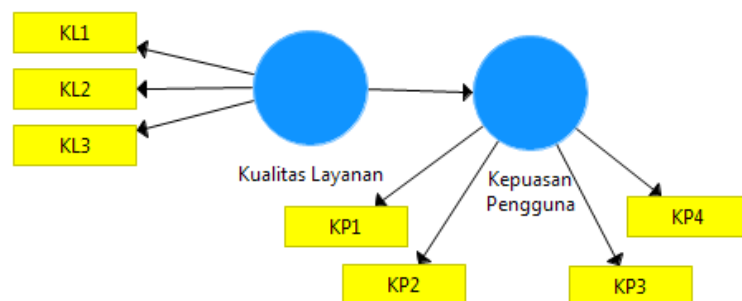 KL1
KL2
KL3
Kualitas Layanan
Kepuasan
Pengguna
KP1
KP2
KP3
KP4